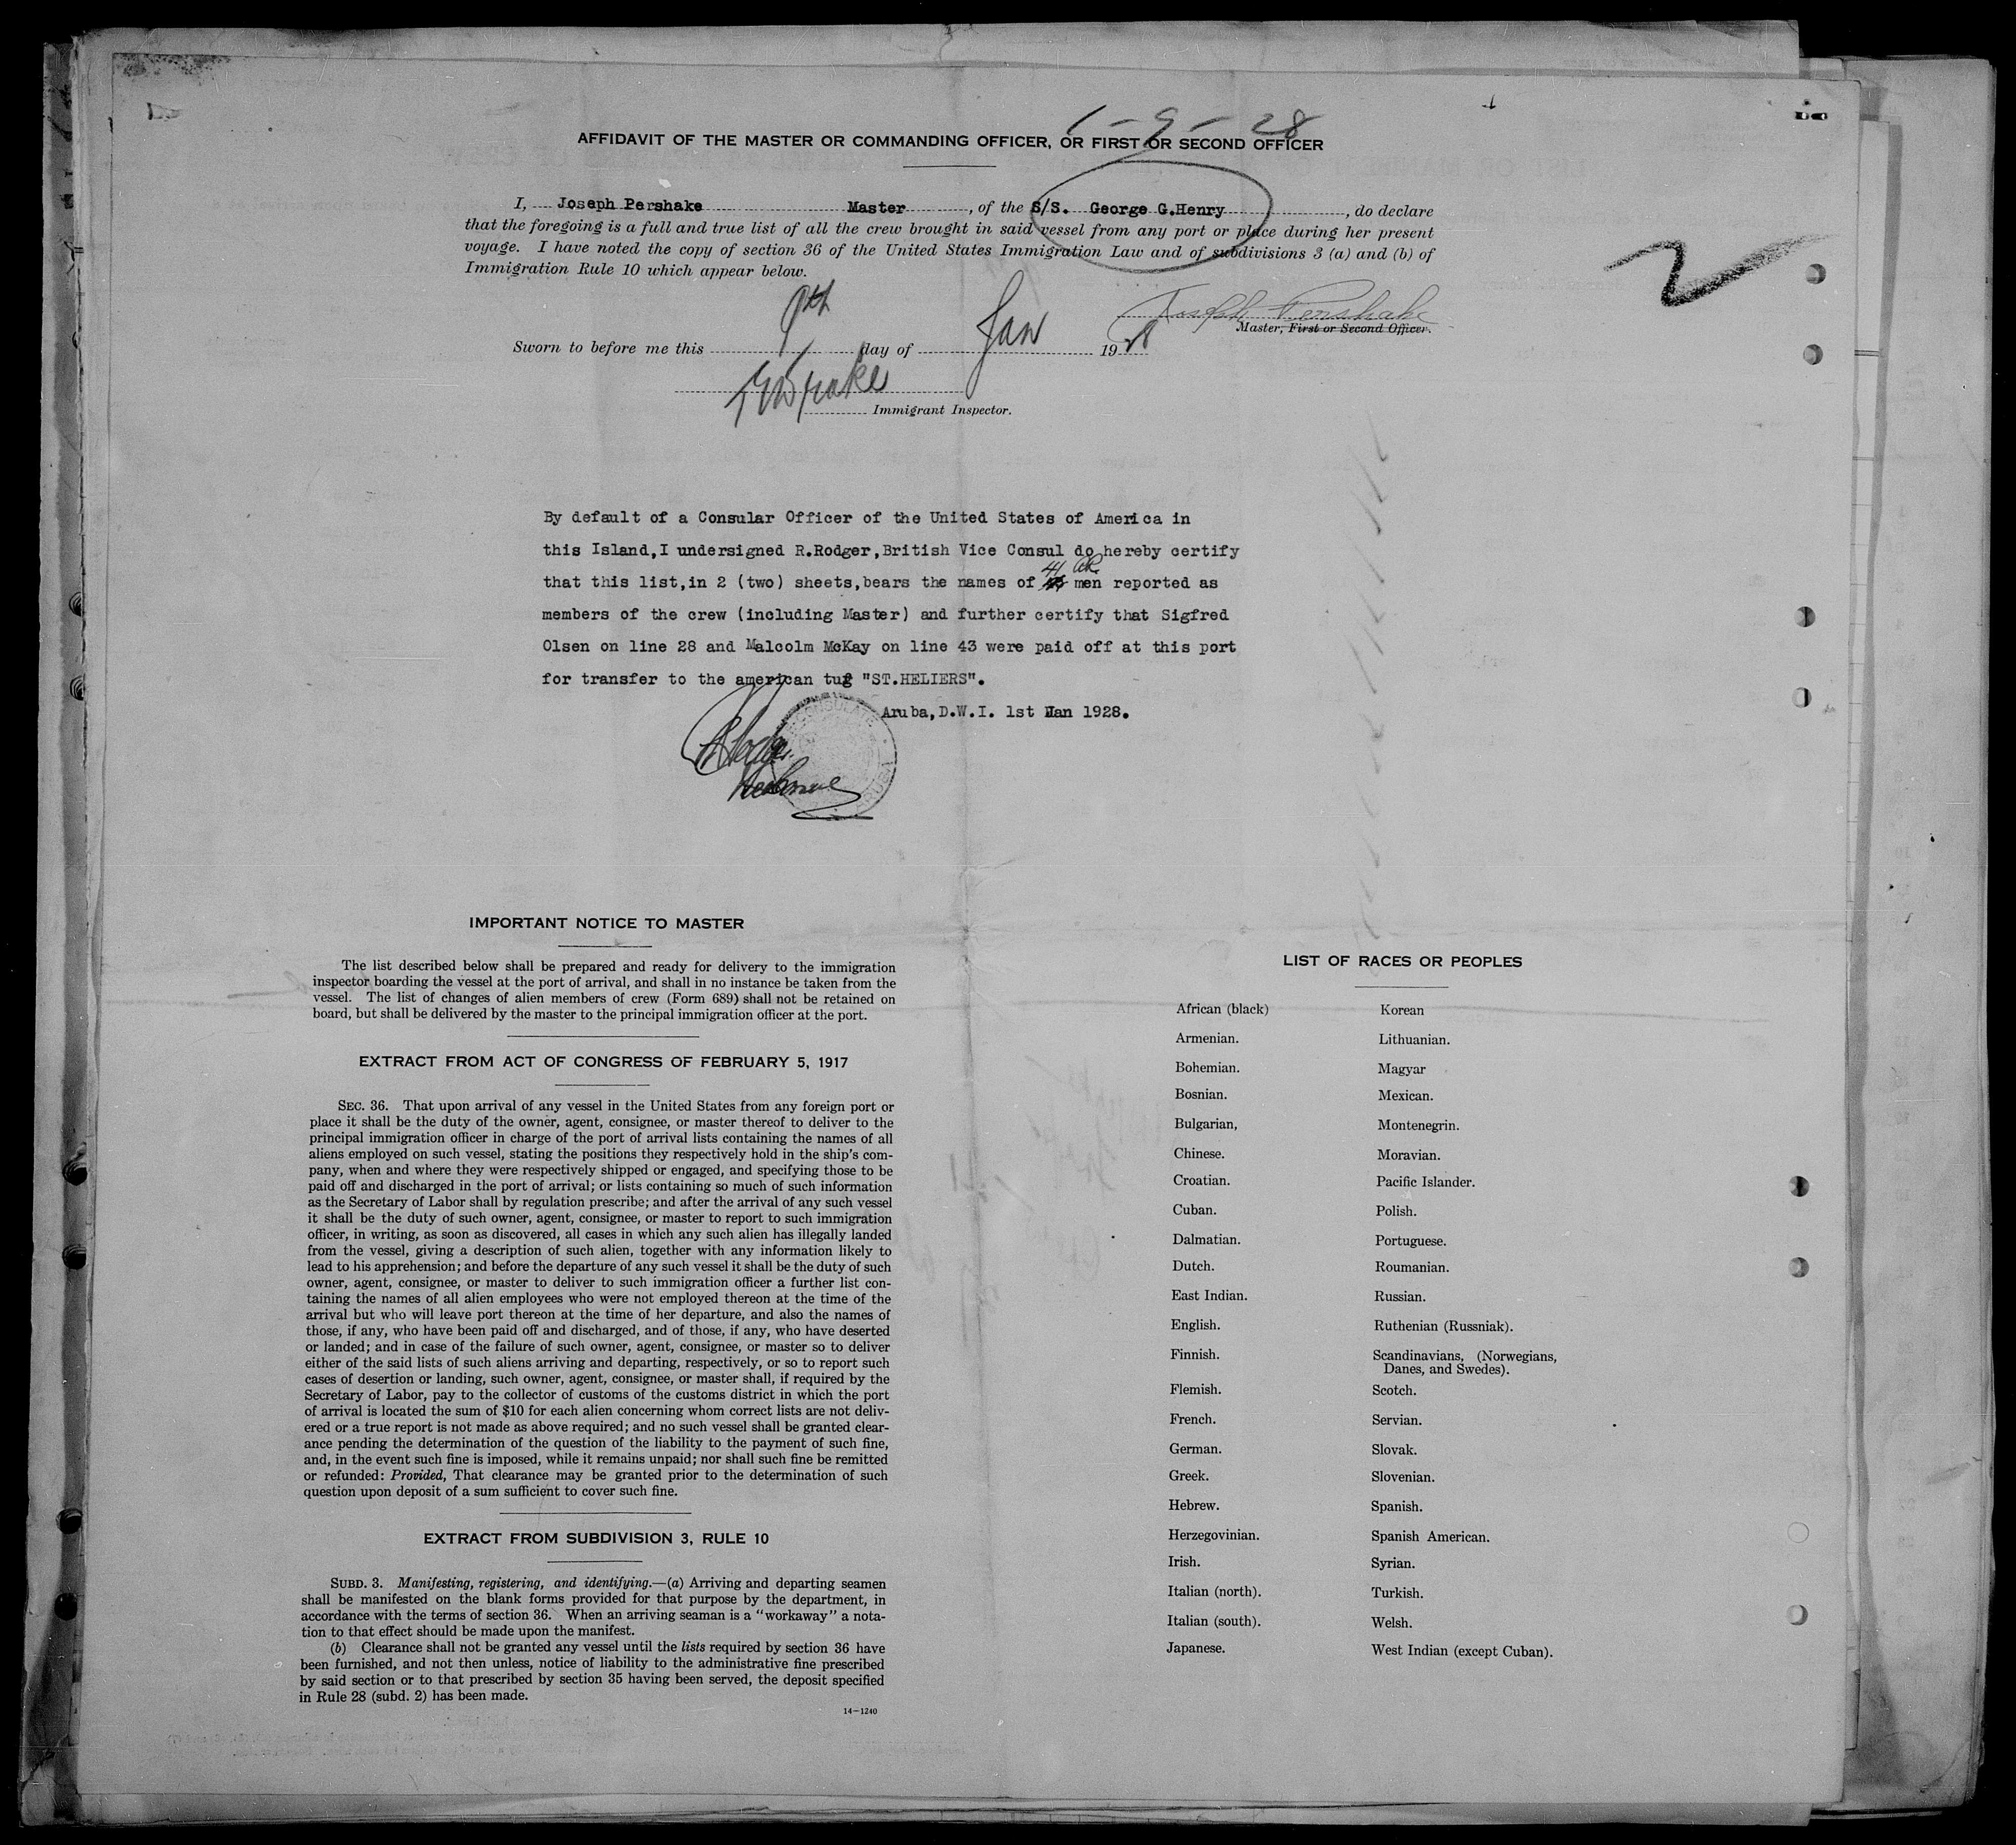 1-9-28
AFFIDAVIT OF THE MASTER OR COMMANDING OFFICER, OR FIRST OR SECOND OFFICER
I, Joseph Pershake Master, of the S/S. George G.Henry, do declare
that the foregoing is a full and true list of all the crew brought in said vessel from any port or place during her present
voyage. I have noted the copy of section 36 of the United States Immigration Law and of subdivisions 3 (a) and (b) of
Immigration Rule 10 which appear below.
Joseph Pershake
Master, First or Second Officer.
Sworn to before me this 9th day of Jan 1928
Immigrant Inspector.
2
By default of a Consular Officer of the United States of America in
this Island,I undersigned R.Rodger,British Vice Consul do hereby certify
that this list,in 2 (two) sheets,bears the names of 41 men reported as
members of the crew (including Master) and further certify that Sigfred
Olsen on line 28 and Malcolm McKay on line 43 were paid off at this port
for transfer to the american tug "ST.HELIERS".
Aruba,D.W.I. 1st Jan 1928.
IMPORTANT NOTICE TO MASTER
The list described below shall be prepared and ready for delivery to the immigration
inspector boarding the vessel at the port of arrival, and shall in no instance be taken from the
vessel. The list of changes of alien members of crew (Form 689) shall not be retained on
board, but shall be delivered by the master to the principal immigration officer at the port.
EXTRACT FROM ACT OF CONGRESS OF FEBRUARY 5, 1917
SEC. 36. That upon arrival of any vessel in the United States from any foreign port or
place it shall be the duty of the owner, agent, consignee, or master thereof to deliver to the
principal immigration officer in charge of the port of arrival lists containing the names of all
aliens employed on such vessel, stating the positions they respectively hold in the ship's com-
pany, when and where they were respectively shipped or engaged, and specifying those to be
paid off and discharged in the port of arrival; or lists containing so much of such information
as the Secretary of Labor shall by regulation prescribe; and after the arrival of any such vessel
it shall be the duty of such owner, agent, consignee, or master to report to such immigration
officer, in writing, as soon as discovered, all cases in which any such alien has illegally landed
from the vessel, giving a description of such alien, together with any information likely to
lead to his apprehension; and before the departure of any such vessel it shall be the duty of such
owner, agent, consignee, or master to deliver to such immigration officer a further list con-
taining the names of all alien employees who were not employed thereon at the time of the
arrival but who will leave port thereon at the time of her departure, and also the names of
those, if any, who have been paid off and discharged, and of those, if any, who have deserted
or landed; and in case of the failure of such owner, agent, consignee, or master so to deliver
either of the said lists of such aliens arriving and departing, respectively, or so to report such
cases of desertion or landing, such owner, agent, consignee, or master shall, if required by the
Secretary of Labor, pay to the collector of customs of the customs district in which the port
of arrival is located the sum of $10 for each alien concerning whom correct lists are not deliv-
ered or a true report is not made as above required; and no such vessel shall be granted clear-
ance pending the determination of the question of the liability to the payment of such fine,
and, in the event such fine is imposed, while it remains unpaid; nor shall such fine be remitted
or refunded: Provided, That clearance may be granted prior to the determination of such
question upon deposit of a sum sufficient to cover such fine.
EXTRACT FROM SUBDIVISION 3, RULE 10
SUBD. 3. Manifesting, registering, and identifying.—(a) Arriving and departing seamen
shall be manifested on the blank forms provided for that purpose by the department, in
accordance with the terms of section 36. When an arriving seaman is a "workaway" a nota-
tion to that effect should be made upon the manifest.
(b) Clearance shall not be granted any vessel until the lists required by section 36 have
been furnished, and not then unless, notice of liability to the administrative fine prescribed
by said section or to that prescribed by section 35 having been served, the deposit specified
in Rule 28 (subd. 2) has been made.
14—1240
LIST OF RACES OR PEOPLES
African (black)
Armenian.
Bohemian.
Bosnian.
Bulgarian,
Chinese.
Croatian.
Cuban.
Dalmatian.
Dutch.
East Indian.
English.
Finnish.
Flemish.
French.
German.
Greek.
Hebrew.
Herzegovinian.
Irish.
Italian (north).
Italian (south).
Japanese.
Korean
Lithuanian.
Magyar
Mexican.
Montenegrin.
Moravian.
Pacific Islander.
Polish.
Portuguese.
Roumanian.
Russian.
Ruthenian (Russniak).
Scandinavians, (Norwegians,
Danes, and Swedes).
Scotch.
Servian.
Slovak.
Slovenian.
Spanish.
Spanish American.
Syrian.
Turkish.
Welsh.
West Indian (except Cuban).